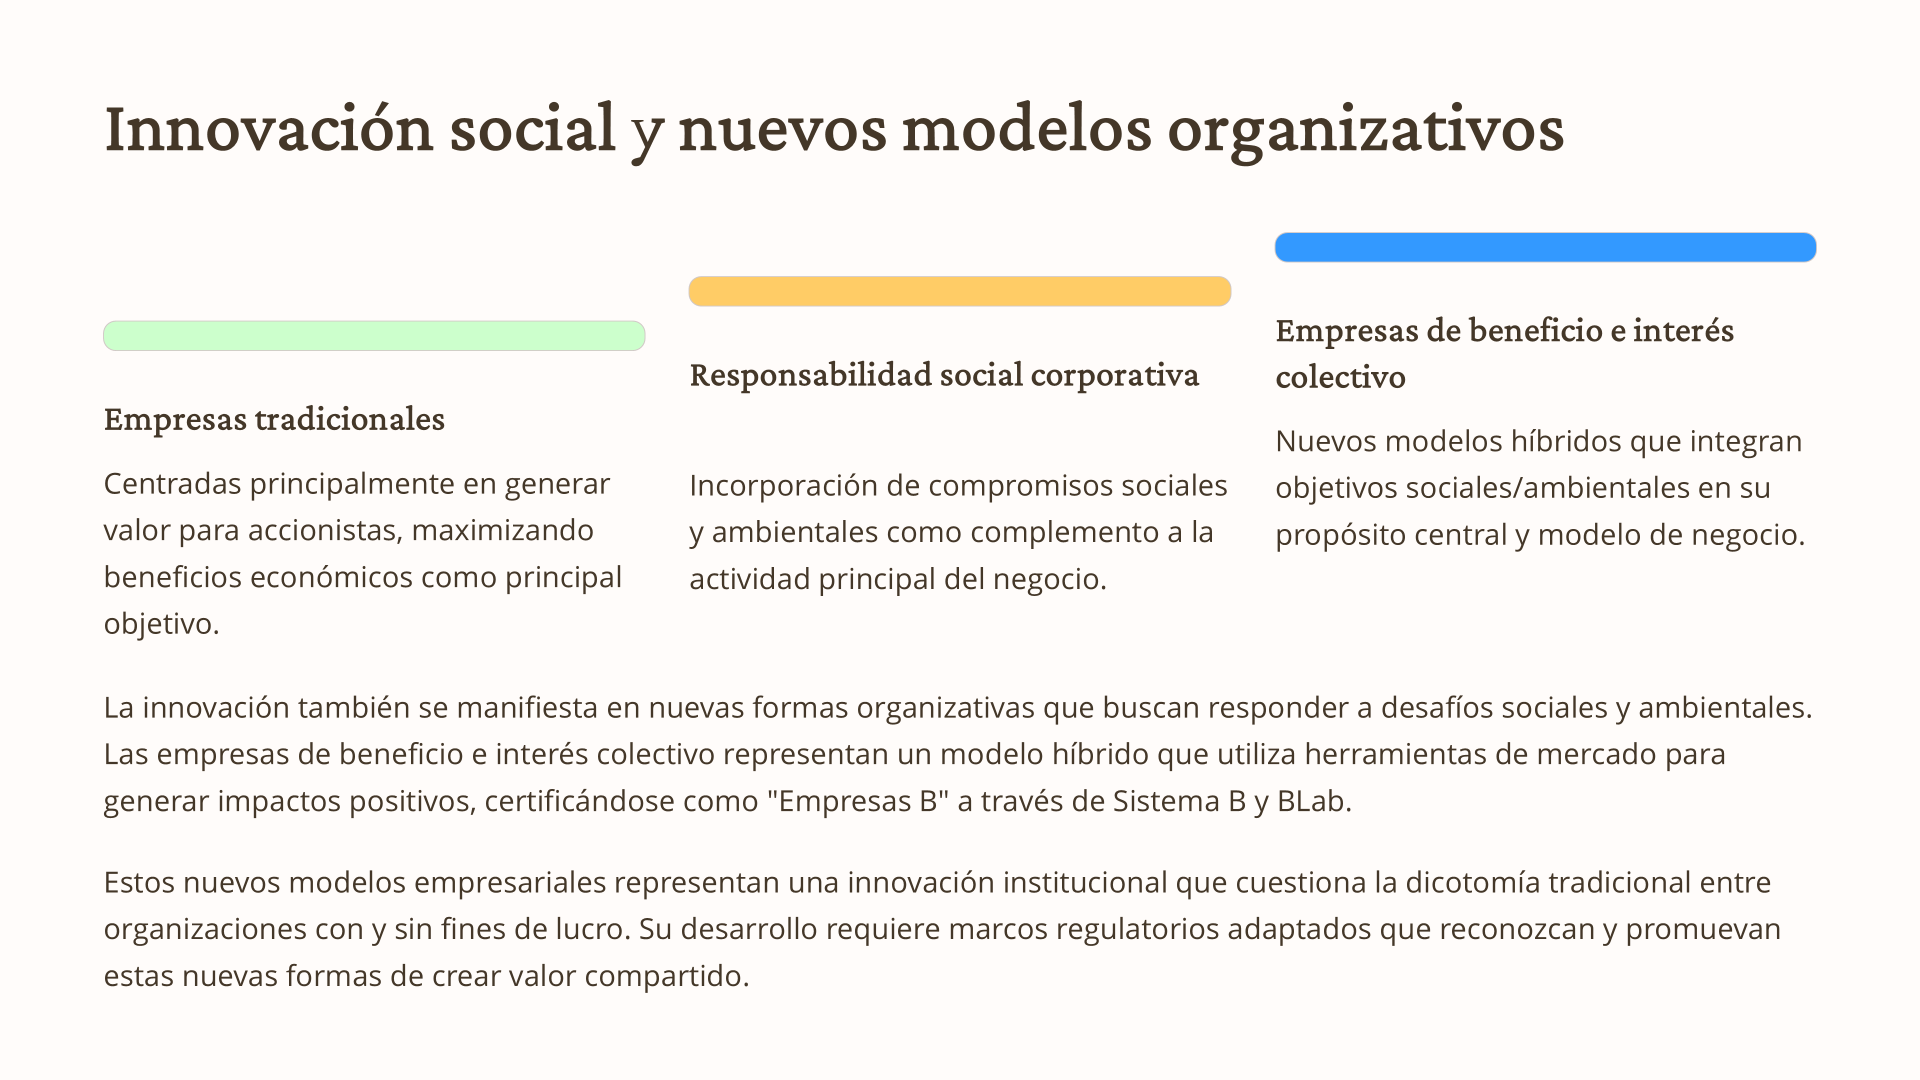 Innovación social y nuevos modelos organizativos
Empresas tradicionales
Centradas principalmente en generar
valor para accionistas, maximizando
beneficios económicos como principal
objetivo.
Responsabilidad social corporativa
Incorporación de compromisos sociales
y ambientales como complemento a la
actividad principal del negocio.
Empresas de beneficio e interés
colectivo
Nuevos modelos híbridos que integran
objetivos sociales/ambientales en su
propósito central y modelo de negocio.
La innovación también se manifiesta en nuevas formas organizativas que buscan responder a desafíos sociales y ambientales.
Las empresas de beneficio e interés colectivo representan un modelo híbrido que utiliza herramientas de mercado para
generar impactos positivos, certificándose como "Empresas B" a través de Sistema B y BLab.
Estos nuevos modelos empresariales representan una innovación institucional que cuestiona la dicotomía tradicional entre
organizaciones con y sin fines de lucro. Su desarrollo requiere marcos regulatorios adaptados que reconozcan y promuevan
estas nuevas formas de crear valor compartido.